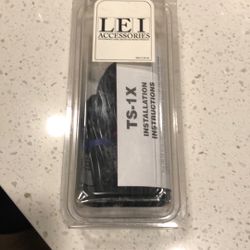 LEI
ACCESSORIES
TS-1X
INSTALLATION
INSTRUCTIONS